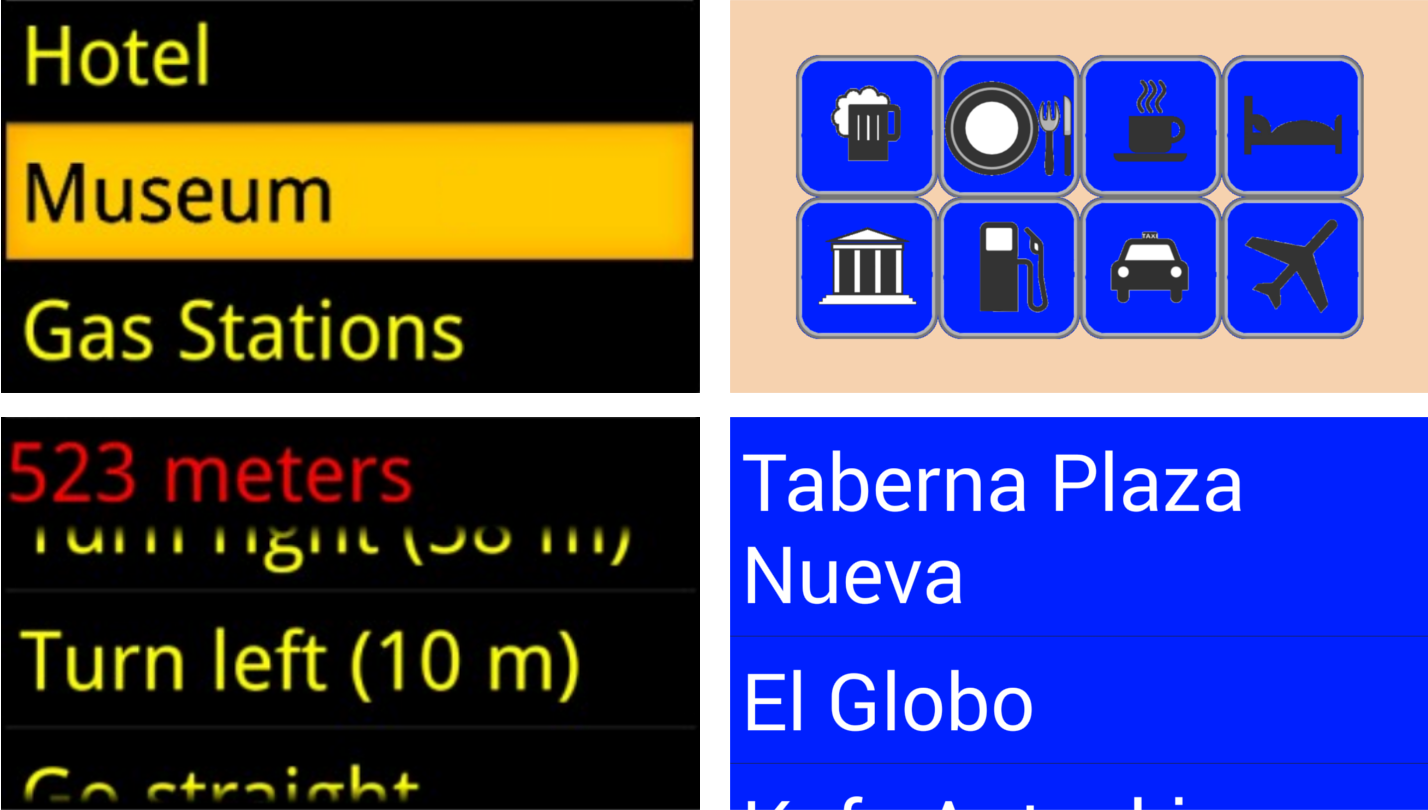 Hotel
Museum
Gas Stations
TAXI
523 meters
Turn right (58 m)
Turn left (10 m)
Go straight
Taberna Plaza
Nueva
El Globo